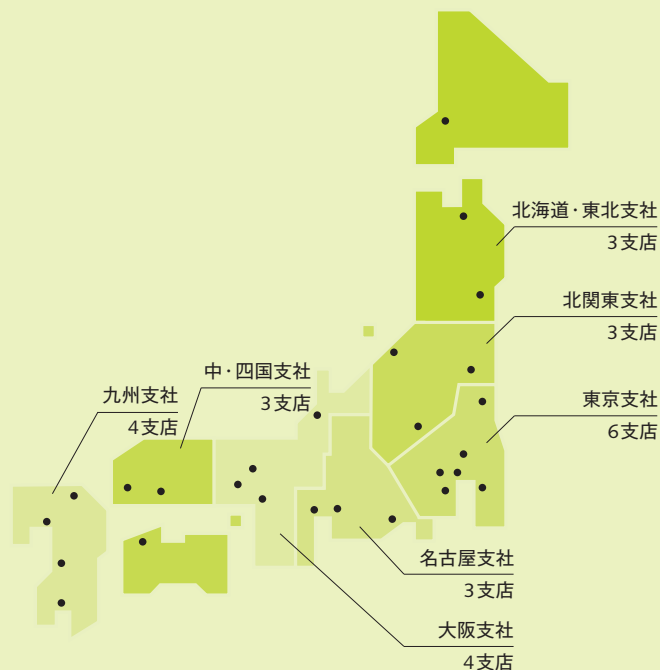 北海道・東北支社
3支店
北関東支社
3支店
中・四国支社
3支店
九州支社
4支店
東京支社
6支店
名古屋支社
3支店
大阪支社
4支店